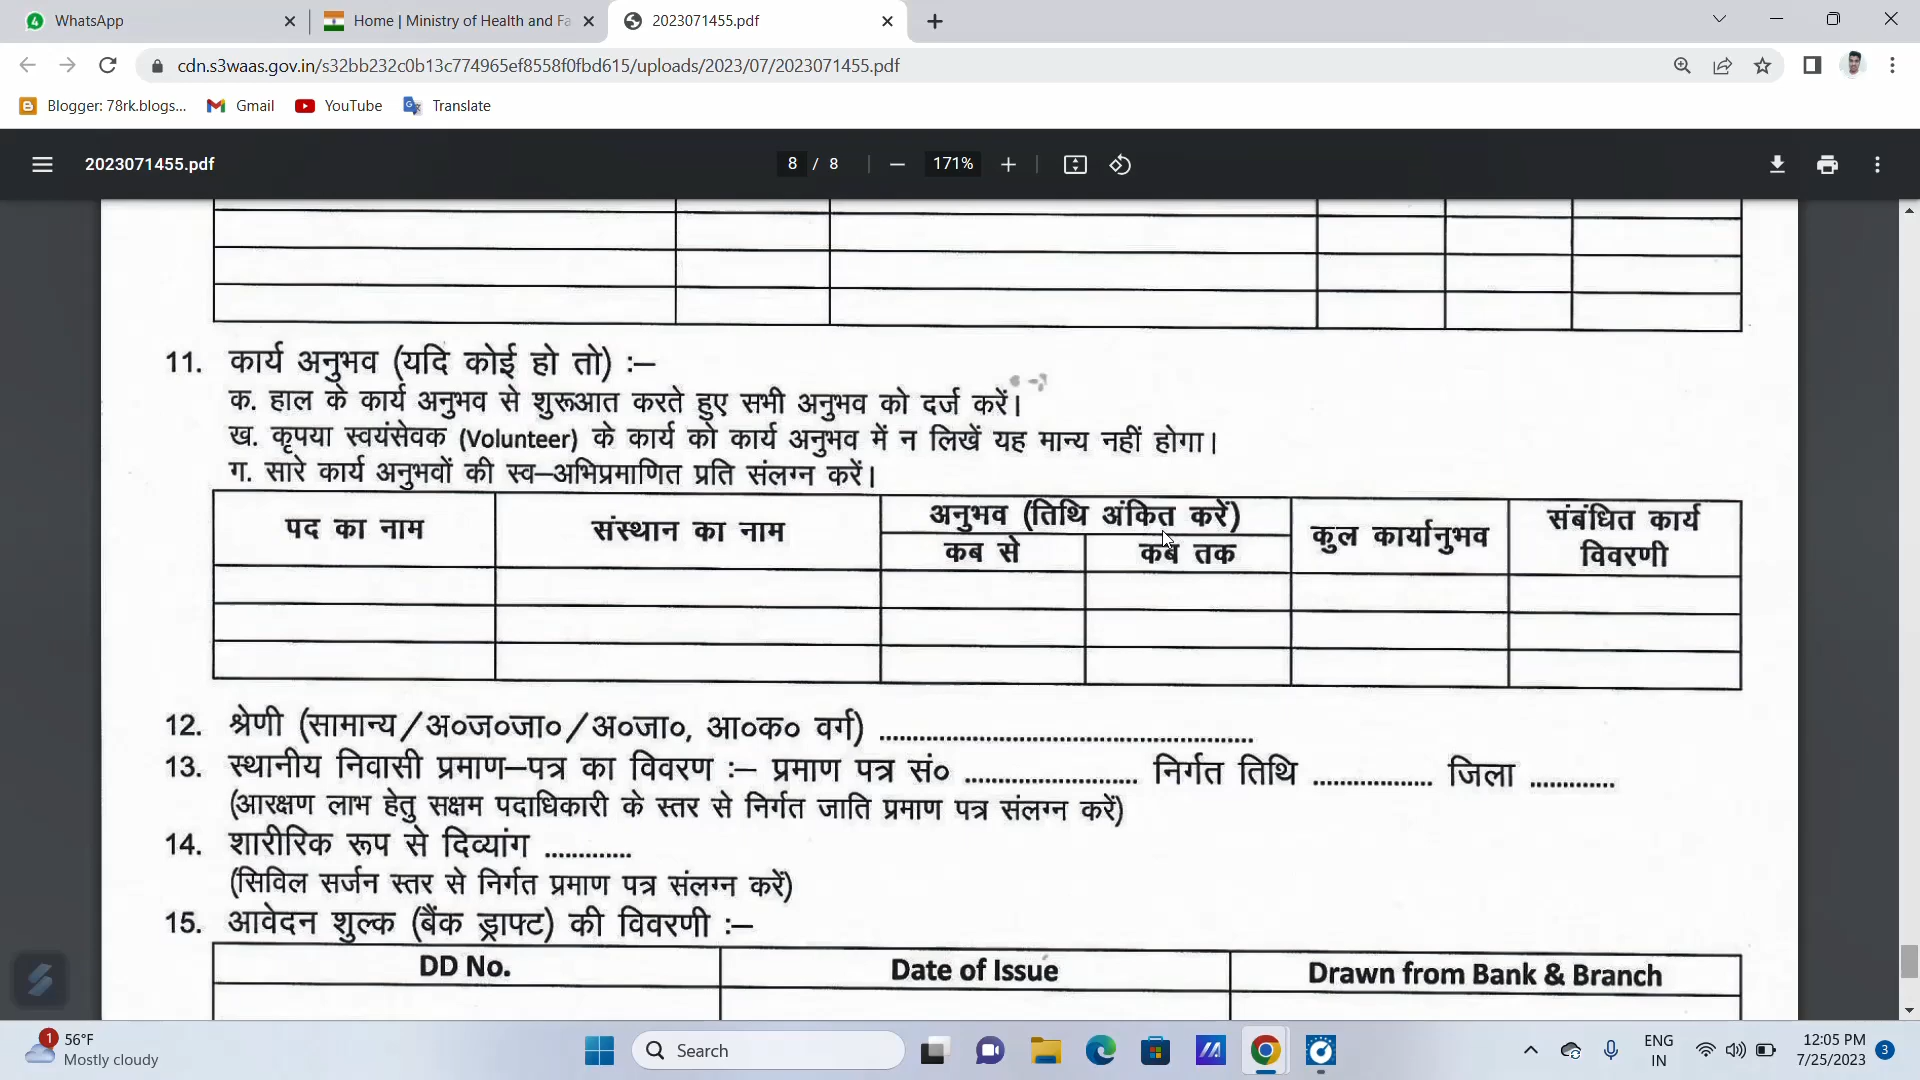 WhatsApp
Home | Ministry of Health and Fa
2023071455.pdf
cdn.s3waas.gov.in/s32bb232c0b13c774965ef8558f0fbd615/uploads/2023/07/2023071455.pdf
Blogger: 78rk.blogs... Gmail YouTube Translate
2023071455.pdf 8 / 8 171%
11. कार्य अनुभव (यदि कोई हो तो) :–
क. हाल के कार्य अनुभव से शुरूआत करते हुए सभी अनुभव को दर्ज करें।
ख. कृपया स्वयंसेवक (Volunteer) के कार्य को कार्य अनुभव में न लिखें यह मान्य नहीं होगा।
ग. सारे कार्य अनुभवों की स्व–अभिप्रमाणित प्रति संलग्न करें।
पद का नाम संस्थान का नाम अनुभव (तिथि अंकित करें) कुल कार्यानुभव संबंधित कार्य विवरणी
कब से कब तक
12. श्रेणी (सामान्य/अ०ज०जा०/अ०जा०, आ०क० वर्ग) ..........................................
13. स्थानीय निवासी प्रमाण–पत्र का विवरण :– प्रमाण पत्र सं० ........................ निर्गत तिथि ................ जिला ............
(आरक्षण लाभ हेतु सक्षम पदाधिकारी के स्तर से निर्गत जाति प्रमाण पत्र संलग्न करें)
14. शारीरिक रूप से दिव्यांग .............
(सिविल सर्जन स्तर से निर्गत प्रमाण पत्र संलग्न करें)
15. आवेदन शुल्क (बैंक ड्राफ्ट) की विवरणी :–
DD No. Date of Issue Drawn from Bank & Branch
1
56°F
Mostly cloudy
Search
ENG
IN
12:05 PM
7/25/2023
3